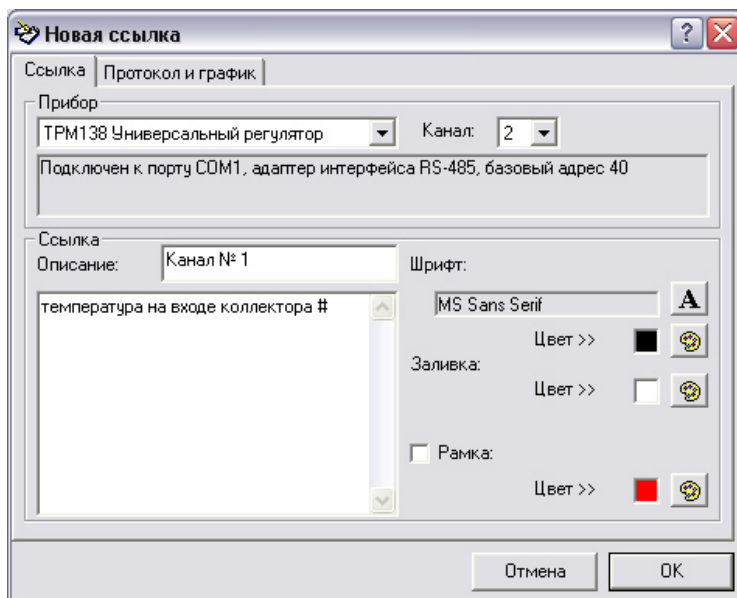 Новая ссылка
Ссылка
Протокол и график
Прибор
ТРМ138 Универсальный регулятор
Канал: 2
Подключен к порту COM1, адаптер интерфейса RS-485, базовый адрес 40
Ссылка
Описание: Канал № 1
Шрифт:
температура на входе коллектора #
MS Sans Serif
A
Цвет >>
Заливка:
Цвет >>
Рамка:
Цвет >>
Отмена
OK